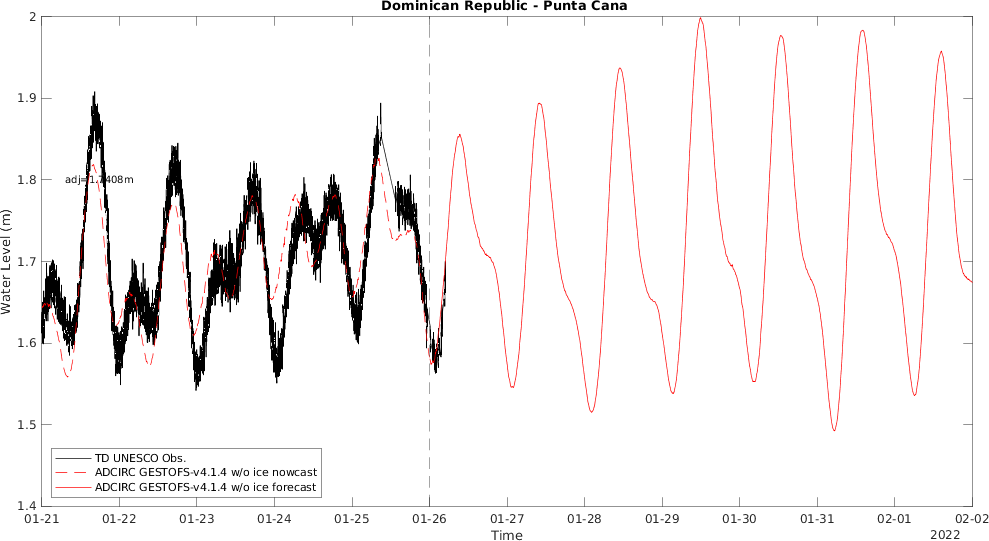 Dominican Republic - Punta Cana
2
1.9
1.8
1.7
1.6
1.5
1.4
Water Level (m)
adj=1.7408m
TD UNESCO Obs.
ADCIRC GESTOFS-v4.1.4 w/o ice nowcast
ADCIRC GESTOFS-v4.1.4 w/o ice forecast
01-21 01-22 01-23 01-24 01-25 01-26 01-27 01-28 01-29 01-30 01-31 02-01 02-02
Time
2022